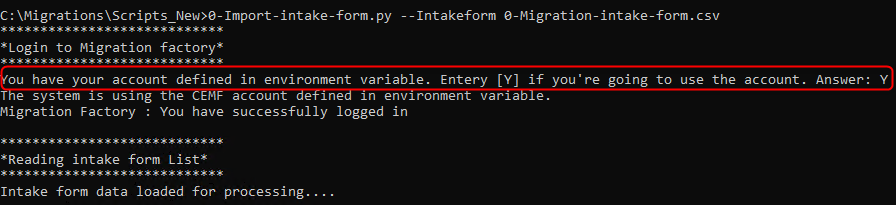 C:\Migrations\Scripts_New>0-Import-intake-form.py --Intakeform 0-Migration-intake-form.csv
****************************
*Login to Migration factory*
****************************
You have your account defined in environment variable. Entery [Y] if you're going to use the account. Answer: Y
The system is using the CEMF account defined in environment variable.
Migration Factory : You have successfully logged in
****************************
*Reading intake form List*
****************************
Intake form data loaded for processing....